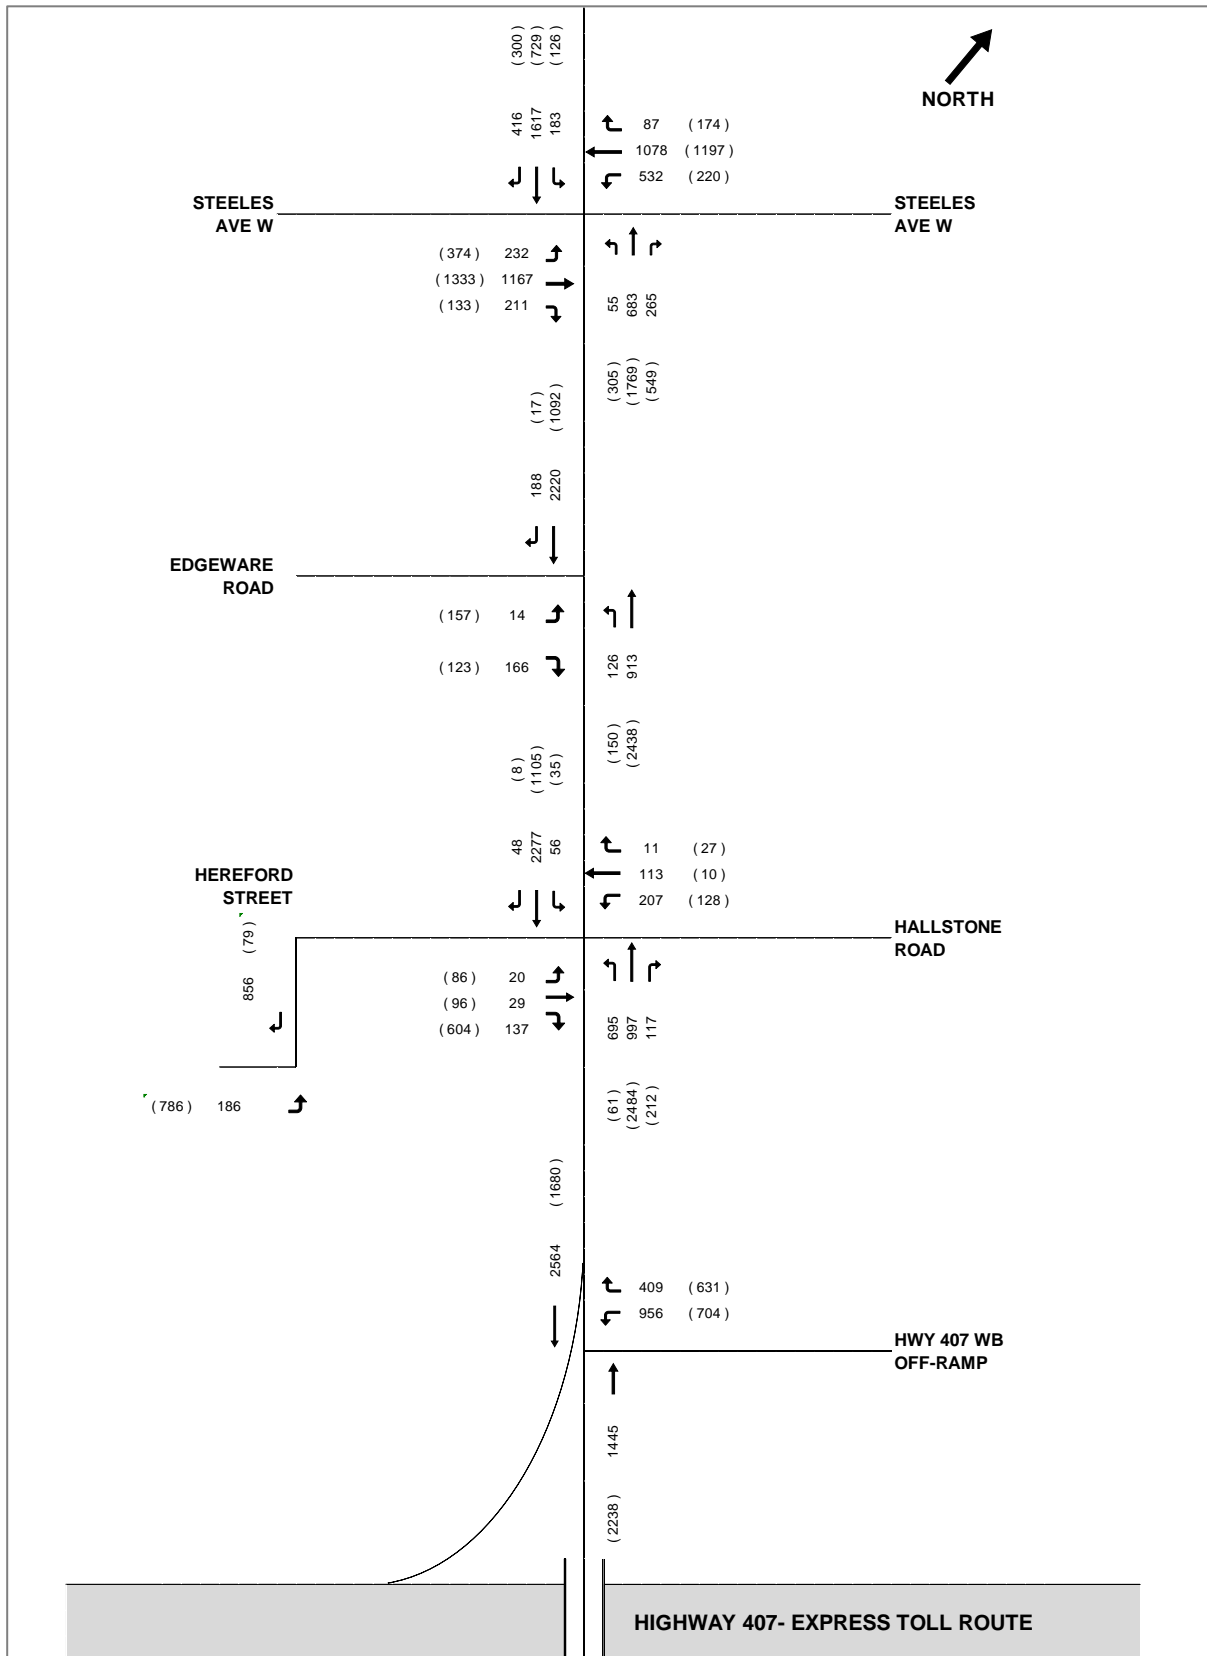 ( 300 )
( 729 )
( 126 )
416
1617
183
NORTH
87 ( 174 )
1078 ( 1197 )
532 ( 220 )
STEELES
AVE W
STEELES
AVE W
( 374 ) 232
( 1333 ) 1167
( 133 ) 211
55
683
265
( 305 )
( 1769 )
( 549 )
( 17 )
( 1092 )
188
2220
EDGEWARE
ROAD
( 157 ) 14
( 123 ) 166
126
913
( 150 )
( 2438 )
( 8 )
( 1105 )
( 35 )
48
2277
56
11 ( 27 )
113 ( 10 )
207 ( 128 )
HEREFORD
STREET
( 79 )
856
HALLSTONE
ROAD
( 86 ) 20
( 96 ) 29
( 604 ) 137
695
997
117
( 61 )
( 2484 )
( 212 )
( 786 ) 186
( 1680 )
2564
409 ( 631 )
956 ( 704 )
HWY 407 WB
OFF-RAMP
1445
( 2238 )
HIGHWAY 407- EXPRESS TOLL ROUTE